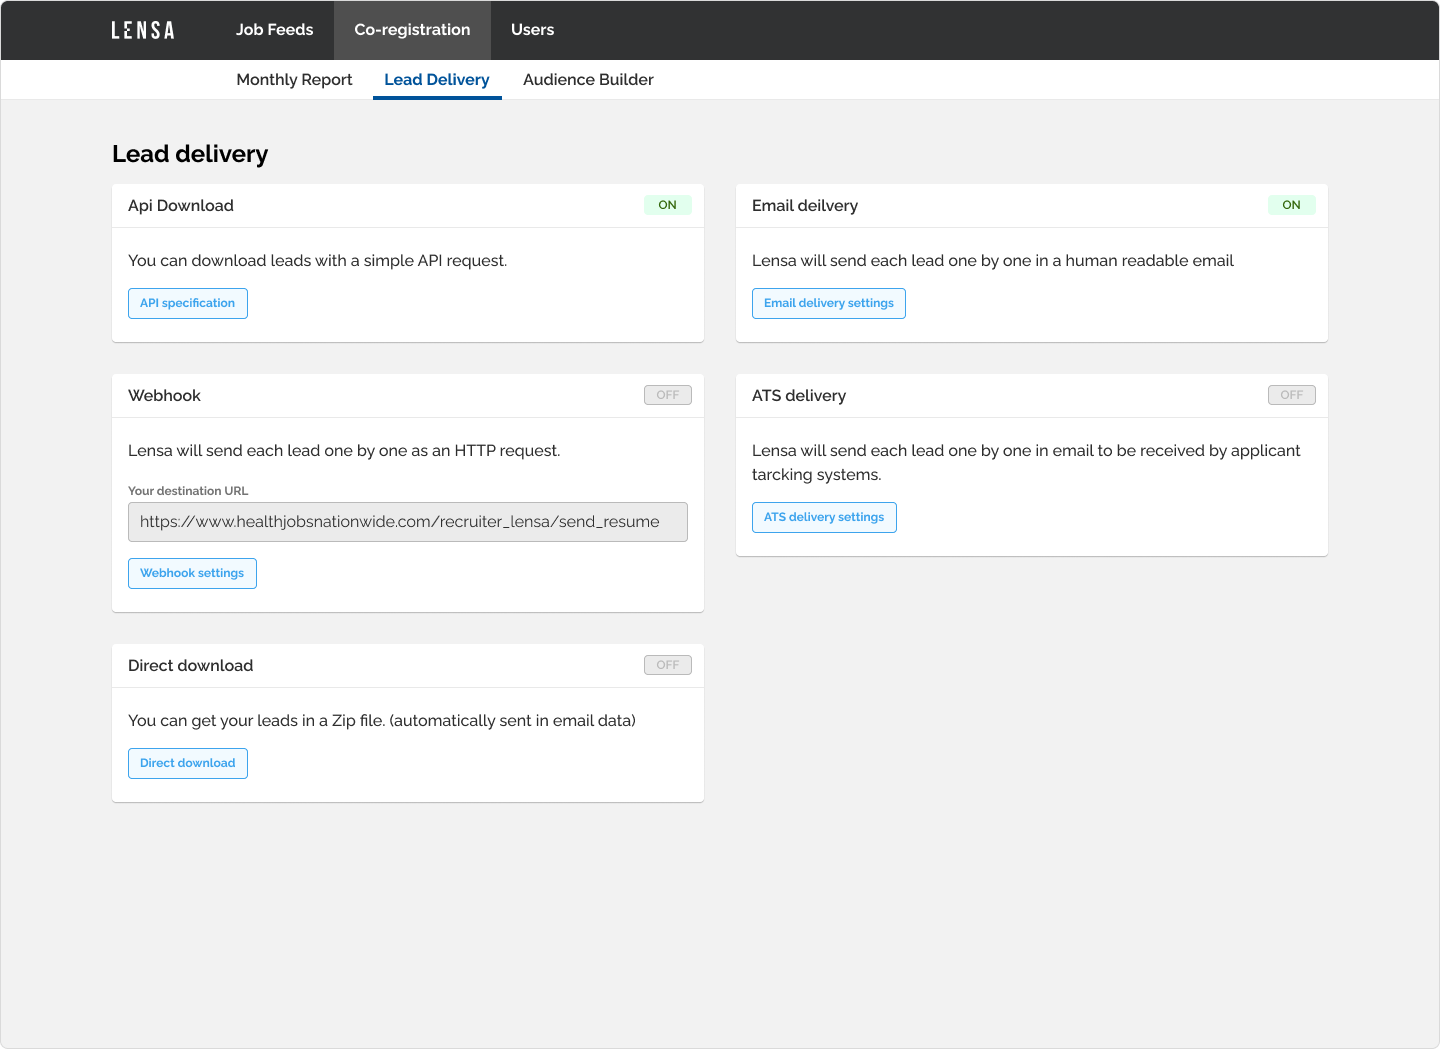 LENSA Job Feeds Co-registration Users
Monthly Report Lead Delivery Audience Builder
Lead delivery
Api Download ON
You can download leads with a simple API request.
API specification
Email deilvery ON
Lensa will send each lead one by one in a human readable email
Email delivery settings
Webhook OFF
Lensa will send each lead one by one as an HTTP request.
Your destination URL
https://www.healthjobsnationwide.com/recruiter_lensa/send_resume
Webhook settings
ATS delivery OFF
Lensa will send each lead one by one in email to be received by applicant
tarcking systems.
ATS delivery settings
Direct download OFF
You can get your leads in a Zip file. (automatically sent in email data)
Direct download